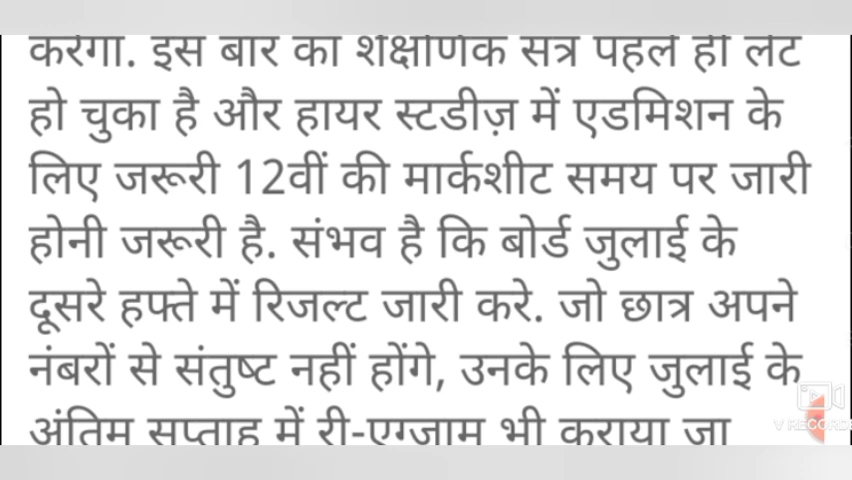 करेगा. इस बार का शैक्षणिक सत्र पहले ही लेट
हो चुका है और हायर स्टडीज़ में एडमिशन के
लिए जरूरी 12वीं की मार्कशीट समय पर जारी
होनी जरूरी है. संभव है कि बोर्ड जुलाई के
दूसरे हफ्ते में रिजल्ट जारी करे. जो छात्र अपने
नंबरों से संतुष्ट नहीं होंगे, उनके लिए जुलाई के
अंतिम सप्ताह में री-एग्जाम भी कराया जा
V RECORDE